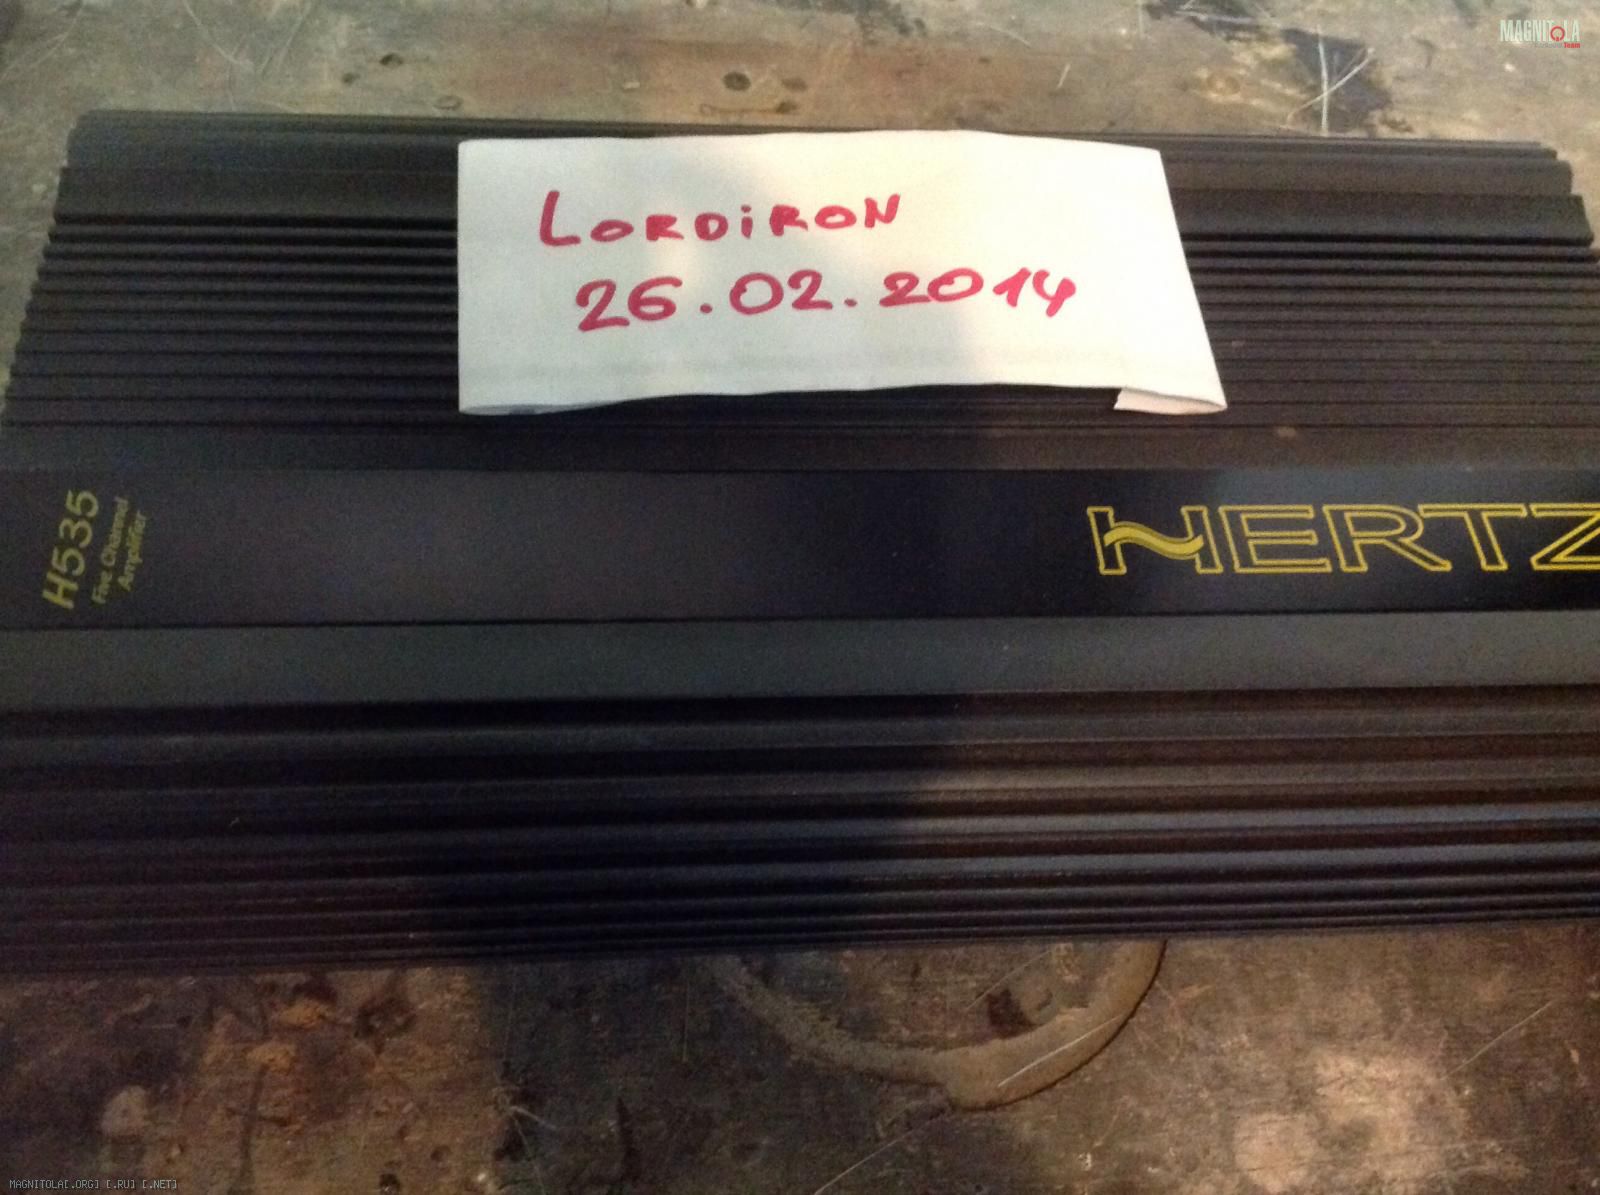 MAGNITOLA
LORDiRON
26.02.2014
H535
Five Channel
Amplifier
HERTZ
MAGNITOLA[.ORG] [.RU] [.NET]